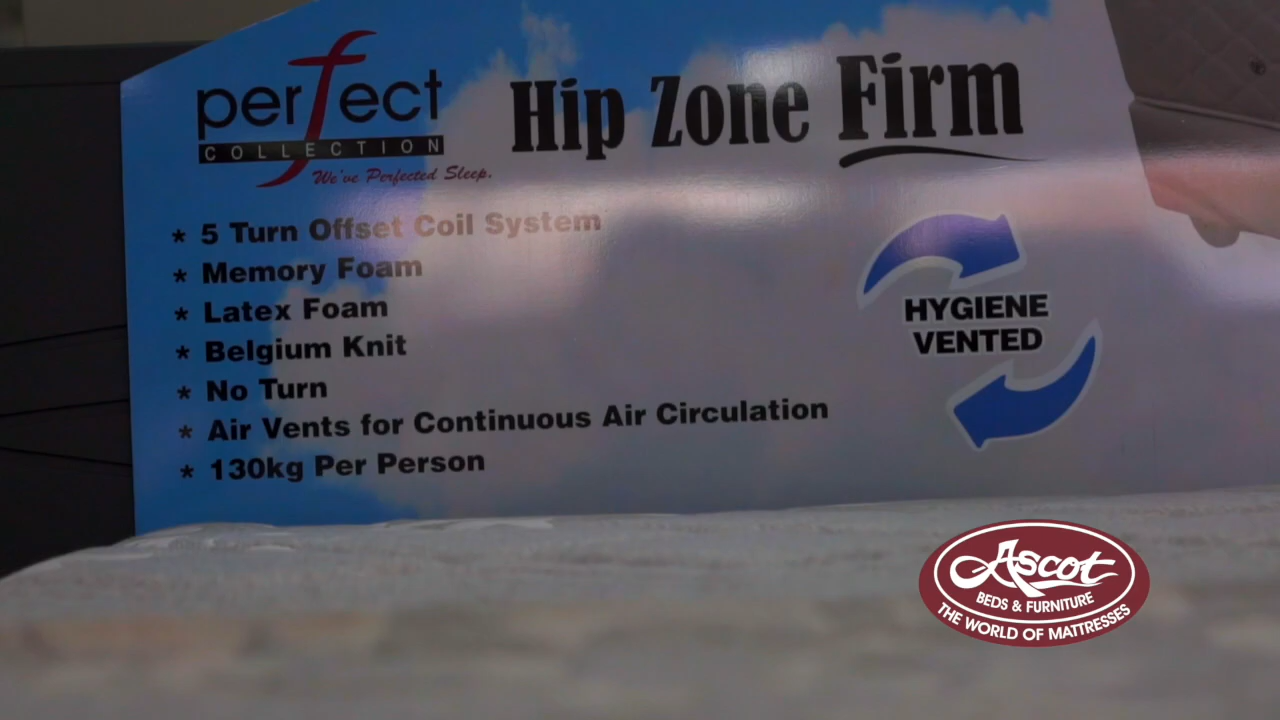 perfect
COLLECTION
We've Perfected Sleep.
Hip Zone Firm
* 5 Turn Offset Coil System
* Memory Foam
* Latex Foam
* Belgium Knit
* No Turn
* Air Vents for Continuous Air Circulation
* 130kg Per Person
HYGIENE
VENTED
Ascot
BEDS & FURNITURE
THE WORLD OF MATTRESSES